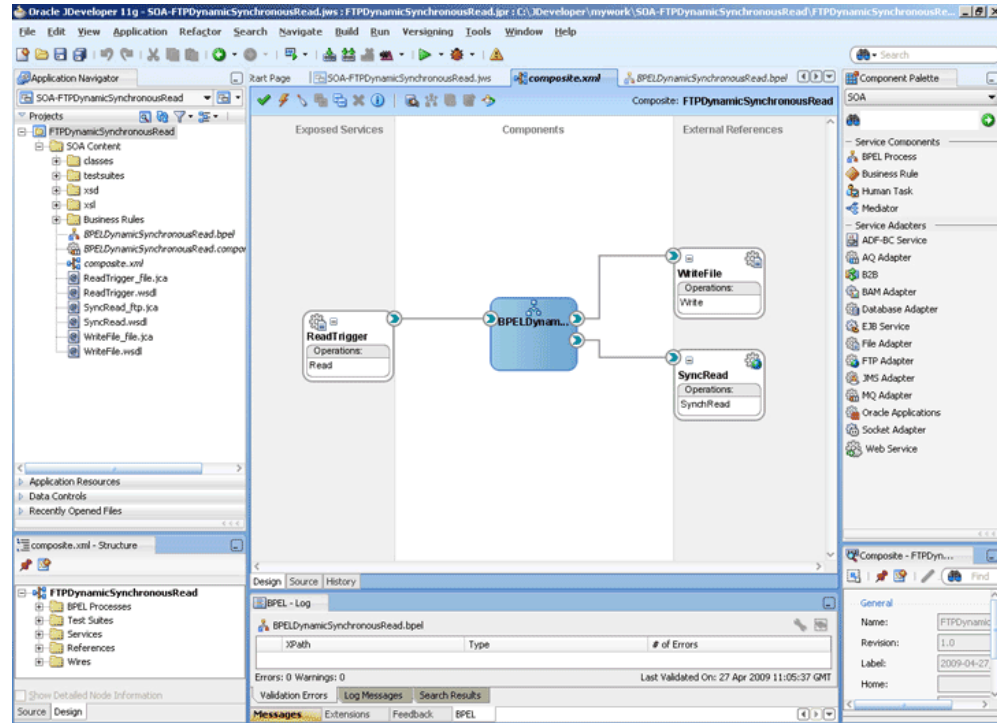 Oracle JDeveloper 11g - SOA-FTPDynamicSynchronousRead.jws : FTPDynamicSynchronousRead.jpr : C:\JDeveloper\mywork\SOA-FTPDynamicSynchronousRead\FTPDynamicSynchronousRe...
File Edit View Application Refactor Search Navigate Build Run Versioning Tools Window Help
Search
Application Navigator
SOA-FTPDynamicSynchronousRead
Projects
FTPDynamicSynchronousRead
SOA Content
classes
testsuites
xsd
xsl
Business Rules
BPELDynamicSynchronousRead.bpel
BPELDynamicSynchronousRead.compor
composite.xml
ReadTrigger_file.jca
ReadTrigger.wsdl
SyncRead_ftp.jca
SyncRead.wsdl
WriteFile_file.jca
WriteFile.wsdl
Application Resources
Data Controls
Recently Opened Files
composite.xml - Structure
FTPDynamicSynchronousRead
BPEL Processes
Test Suites
Services
References
Wires
Show Detailed Node Information
Source Design
tart Page SOA-FTPDynamicSynchronousRead.jws composite.xml BPELDynamicSynchronousRead.bpel
Composite: FTPDynamicSynchronousRead
Exposed Services Components External References
ReadTrigger
Operations:
Read
BPELDynam...
WriteFile
Operations:
Write
SyncRead
Operations:
SynchRead
Design Source History
BPEL - Log
BPELDynamicSynchronousRead.bpel
XPath Type # of Errors
Errors: 0 Warnings: 0 Last Validated On: 27 Apr 2009 11:05:37 GMT
Validation Errors Log Messages Search Results
Messages Extensions Feedback BPEL
Component Palette
SOA
Service Components
BPEL Process
Business Rule
Human Task
Mediator
Service Adapters
ADF-BC Service
AQ Adapter
B2B
BAM Adapter
Database Adapter
EJB Service
File Adapter
FTP Adapter
JMS Adapter
MQ Adapter
Oracle Applications
Socket Adapter
Web Service
Composite - FTPDyn...
Find
General
Name: FTPDynamic
Revision: 1.0
Label: 2009-04-27
Home: